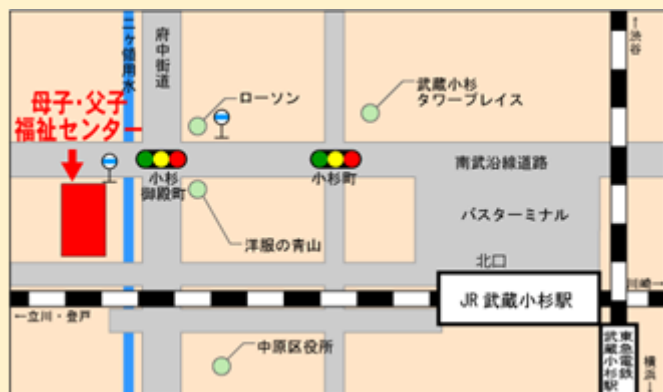 二ヶ領用水
府中街道
↑渋谷
母子・父子
福祉センター
ローソン
武蔵小杉
タワープレイス
小杉
御殿町
小杉町
南武沿線道路
バスターミナル
洋服の青山
北口
JR 武蔵小杉駅
川崎→
←立川・登戸
中原区役所
東急電鉄
武蔵小杉駅
横浜↓